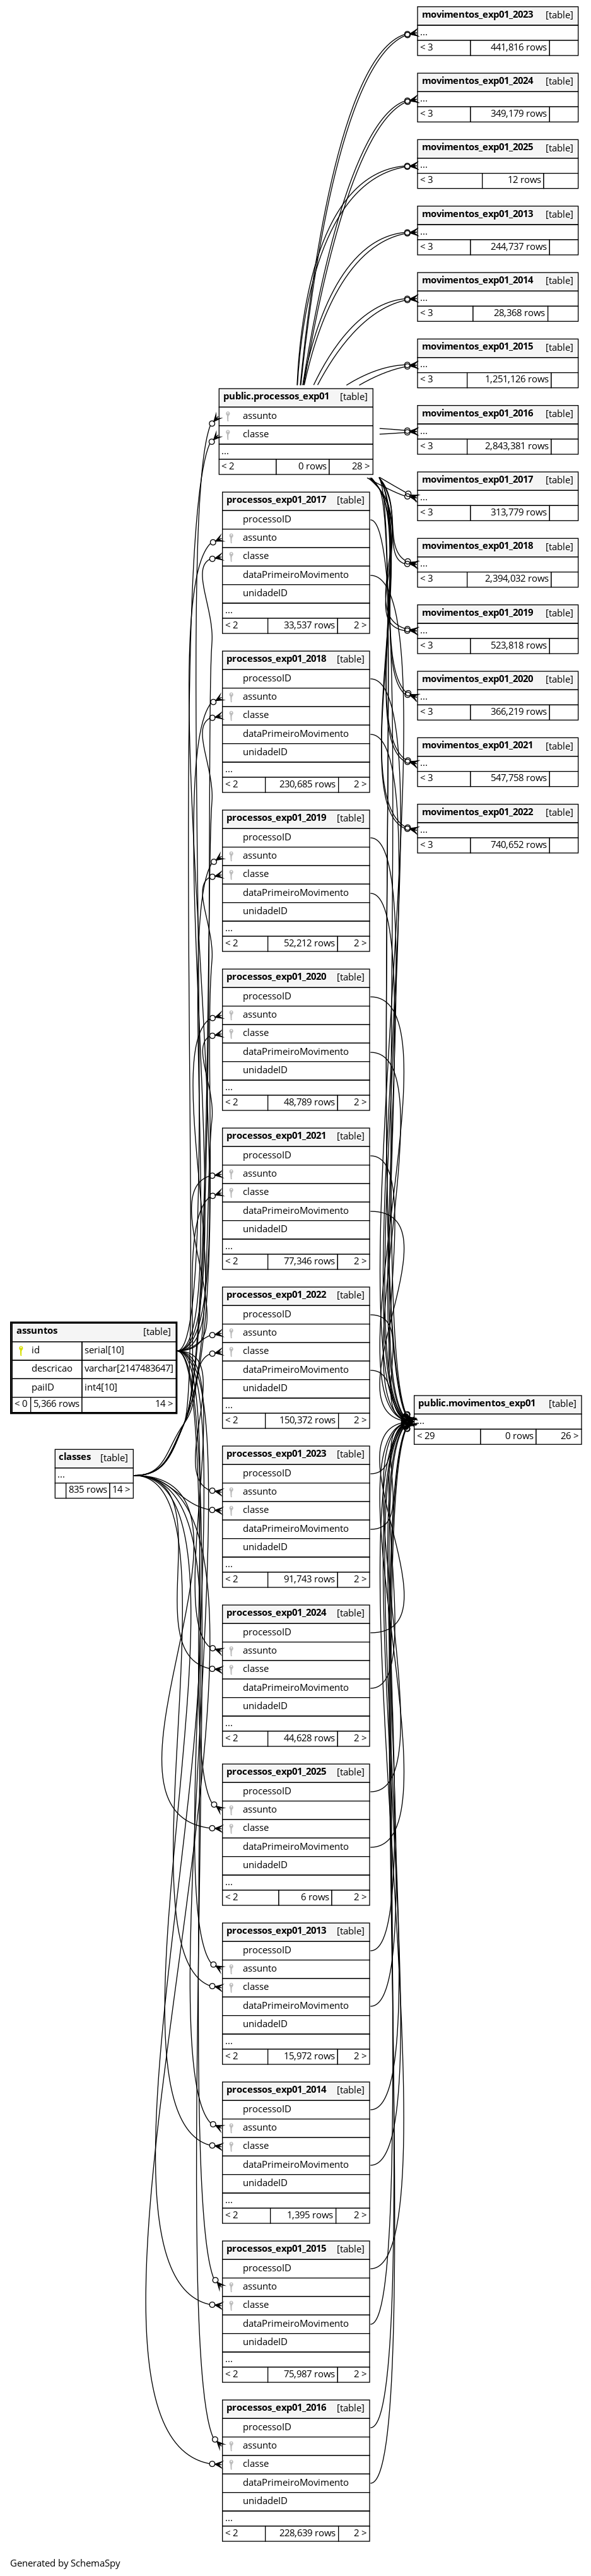 movimentos_exp01_2023 [table]
...
< 3 441,816 rows
movimentos_exp01_2024 [table]
...
< 3 349,179 rows
movimentos_exp01_2025 [table]
...
< 3 12 rows
movimentos_exp01_2013 [table]
...
< 3 244,737 rows
movimentos_exp01_2014 [table]
...
< 3 28,368 rows
movimentos_exp01_2015 [table]
...
< 3 1,251,126 rows
movimentos_exp01_2016 [table]
...
< 3 2,843,381 rows
movimentos_exp01_2017 [table]
...
< 3 313,779 rows
movimentos_exp01_2018 [table]
...
< 3 2,394,032 rows
movimentos_exp01_2019 [table]
...
< 3 523,818 rows
movimentos_exp01_2020 [table]
...
< 3 366,219 rows
movimentos_exp01_2021 [table]
...
< 3 547,758 rows
movimentos_exp01_2022 [table]
...
< 3 740,652 rows
public.processos_exp01 [table]
assunto
classe
...
< 2 0 rows 28 >
processos_exp01_2017 [table]
processoID
assunto
classe
dataPrimeiroMovimento
unidadeID
...
< 2 33,537 rows 2 >
processos_exp01_2018 [table]
processoID
assunto
classe
dataPrimeiroMovimento
unidadeID
...
< 2 230,685 rows 2 >
processos_exp01_2019 [table]
processoID
assunto
classe
dataPrimeiroMovimento
unidadeID
...
< 2 52,212 rows 2 >
processos_exp01_2020 [table]
processoID
assunto
classe
dataPrimeiroMovimento
unidadeID
...
< 2 48,789 rows 2 >
processos_exp01_2021 [table]
processoID
assunto
classe
dataPrimeiroMovimento
unidadeID
...
< 2 77,346 rows 2 >
processos_exp01_2022 [table]
processoID
assunto
classe
dataPrimeiroMovimento
unidadeID
...
< 2 150,372 rows 2 >
assuntos [table]
id serial[10]
descricao varchar[2147483647]
paiID int4[10]
< 0 5,366 rows 14 >
classes [table]
...
835 rows 14 >
public.movimentos_exp01 [table]
...
< 29 0 rows 26 >
processos_exp01_2023 [table]
processoID
assunto
classe
dataPrimeiroMovimento
unidadeID
...
< 2 91,743 rows 2 >
processos_exp01_2024 [table]
processoID
assunto
classe
dataPrimeiroMovimento
unidadeID
...
< 2 44,628 rows 2 >
processos_exp01_2025 [table]
processoID
assunto
classe
dataPrimeiroMovimento
unidadeID
...
< 2 6 rows 2 >
processos_exp01_2013 [table]
processoID
assunto
classe
dataPrimeiroMovimento
unidadeID
...
< 2 15,972 rows 2 >
processos_exp01_2014 [table]
processoID
assunto
classe
dataPrimeiroMovimento
unidadeID
...
< 2 1,395 rows 2 >
processos_exp01_2015 [table]
processoID
assunto
classe
dataPrimeiroMovimento
unidadeID
...
< 2 75,987 rows 2 >
processos_exp01_2016 [table]
processoID
assunto
classe
dataPrimeiroMovimento
unidadeID
...
< 2 228,639 rows 2 >
Generated by SchemaSpy